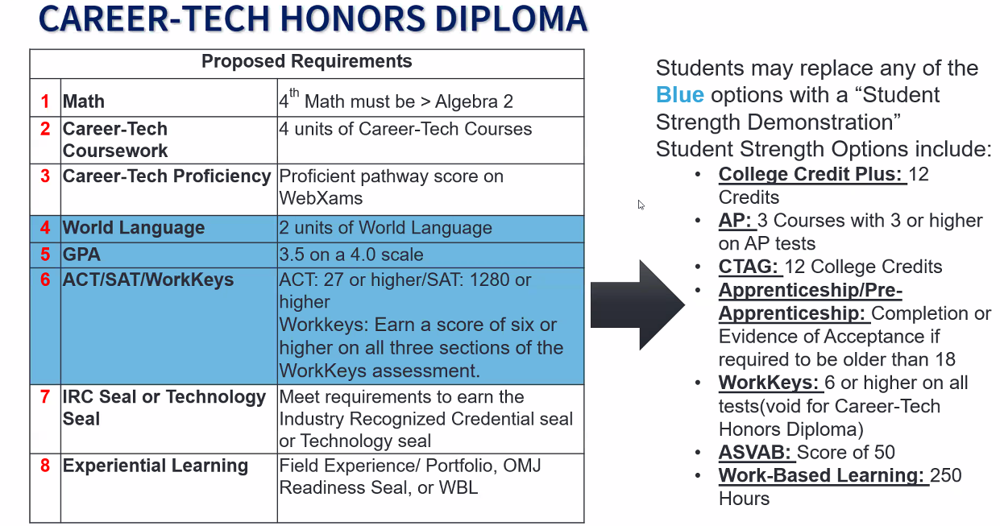 CAREER-TECH HONORS DIPLOMA
Proposed Requirements
1 Math 4th Math must be > Algebra 2
2 Career-Tech 4 units of Career-Tech Courses
Coursework
3 Career-Tech Proficiency Proficient pathway score on
WebXams
4 World Language 2 units of World Language
5 GPA 3.5 on a 4.0 scale
6 ACT/SAT/WorkKeys ACT: 27 or higher/SAT: 1280 or
higher
Workkeys: Earn a score of six or
higher on all three sections of the
WorkKeys assessment.
7 IRC Seal or Technology Meet requirements to earn the
Seal Industry Recognized Credential seal
or Technology seal
8 Experiential Learning Field Experience/ Portfolio, OMJ
Readiness Seal, or WBL
Students may replace any of the
Blue options with a “Student
Strength Demonstration”
Student Strength Options include:
• College Credit Plus: 12
Credits
• AP: 3 Courses with 3 or higher
on AP tests
• CTAG: 12 College Credits
• Apprenticeship/Pre-
Apprenticeship: Completion or
Evidence of Acceptance if
required to be older than 18
• WorkKeys: 6 or higher on all
tests(void for Career-Tech
Honors Diploma)
• ASVAB: Score of 50
• Work-Based Learning: 250
Hours